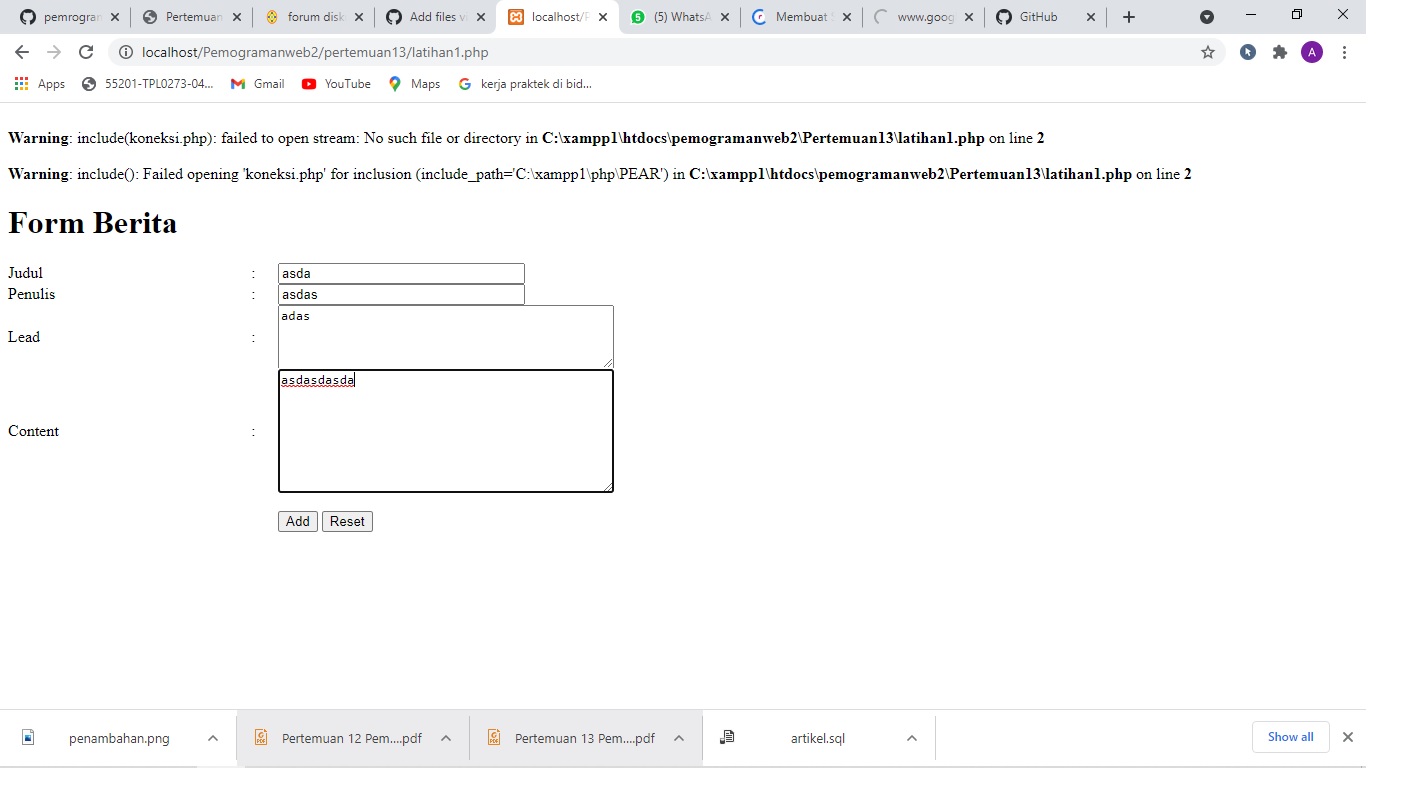 pemrogran
Pertemuan
forum disk
Add files vi
localhost/P
(5) WhatsA
Membuat S
www.goog
GitHub
localhost/Pemogramanweb2/pertemuan13/latihan1.php
A
Apps
55201-TPL0273-04...
Gmail
YouTube
Maps
kerja praktek di bid...
Warning: include(koneksi.php): failed to open stream: No such file or directory in C:\xampp1\htdocs\pemogramanweb2\Pertemuan13\latihan1.php on line 2
Warning: include(): Failed opening 'koneksi.php' for inclusion (include_path='C:\xampp1\php\PEAR') in C:\xampp1\htdocs\pemogramanweb2\Pertemuan13\latihan1.php on line 2
Form Berita
Judul : asda
Penulis : asdas
Lead : adas
Content : asdasdasda
Add Reset
penambahan.png
Pertemuan 12 Pem....pdf
Pertemuan 13 Pem....pdf
artikel.sql
Show all